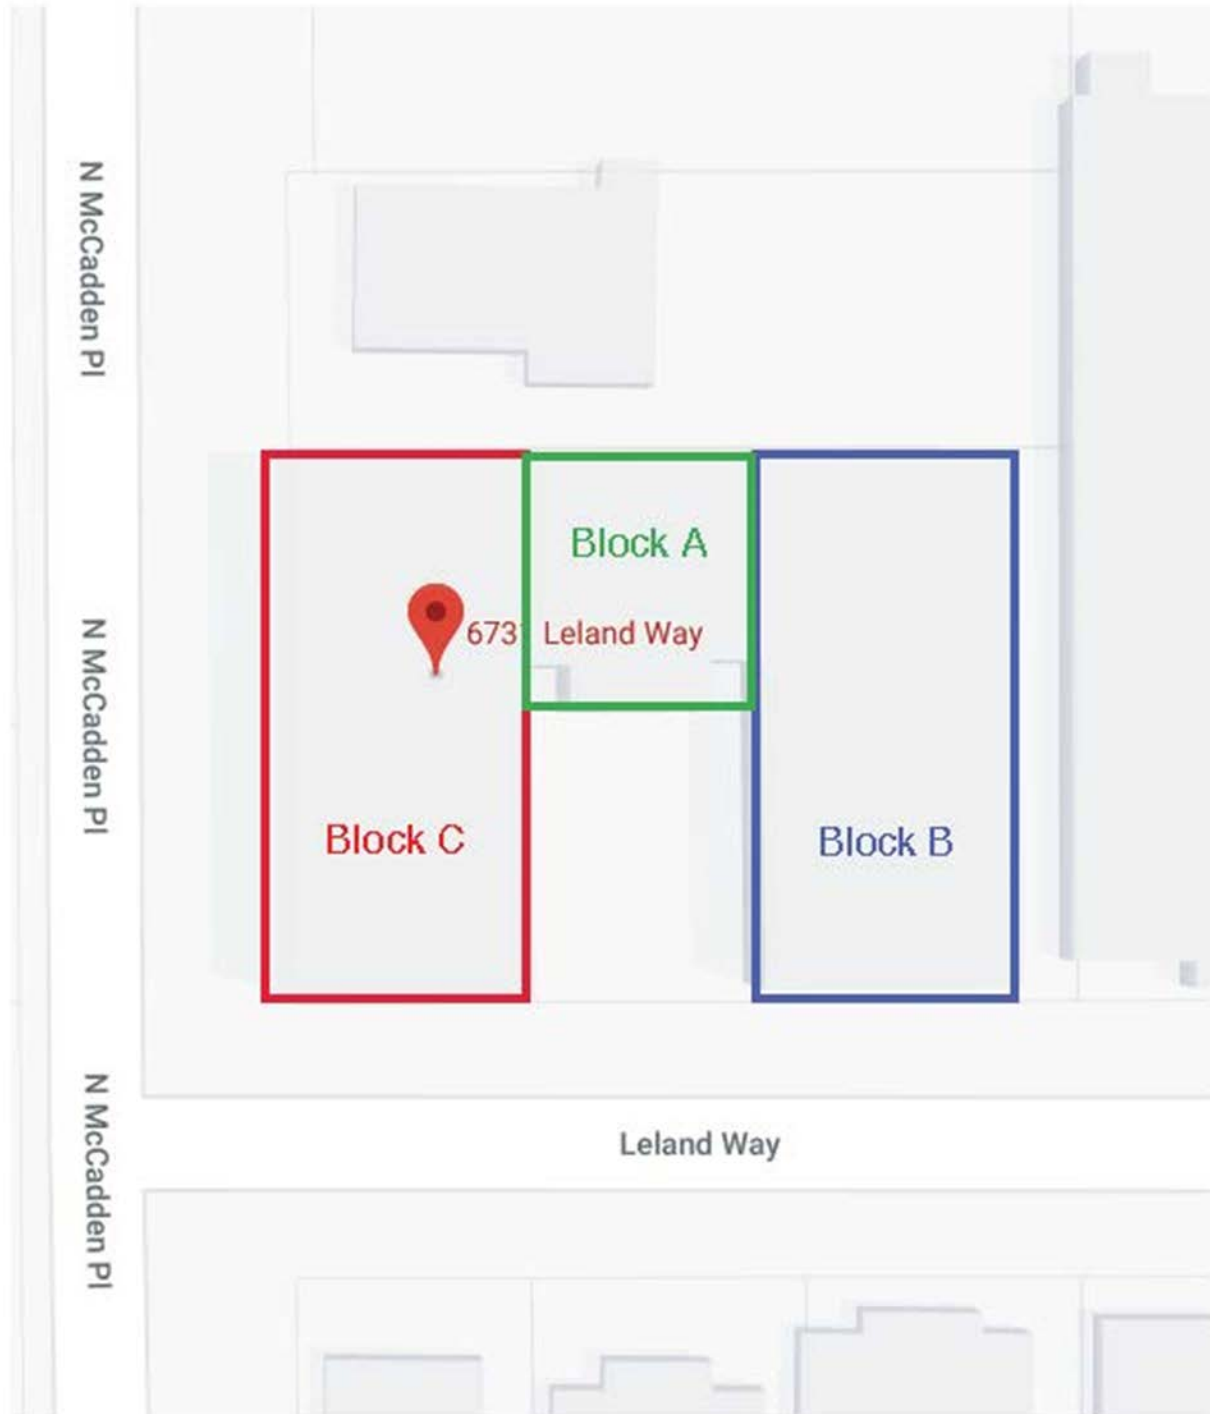 N McCadden Pl
Block A
673 Leland Way
N McCadden Pl
Block C
Block B
N McCadden Pl
Leland Way